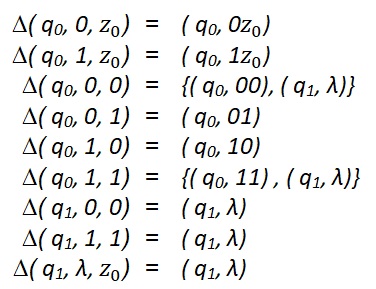 Δ( q₀, 0, z₀) = ( q₀, 0z₀)
Δ( q₀, 1, z₀) = ( q₀, 1z₀)
Δ( q₀, 0, 0) = {( q₀, 00), ( q₁, λ)}
Δ( q₀, 0, 1) = ( q₀, 01)
Δ( q₀, 1, 0) = ( q₀, 10)
Δ( q₀, 1, 1) = {( q₀, 11) , ( q₁, λ)}
Δ( q₁, 0, 0) = ( q₁, λ)
Δ( q₁, 1, 1) = ( q₁, λ)
Δ( q₁, λ, z₀) = ( q₁, λ)